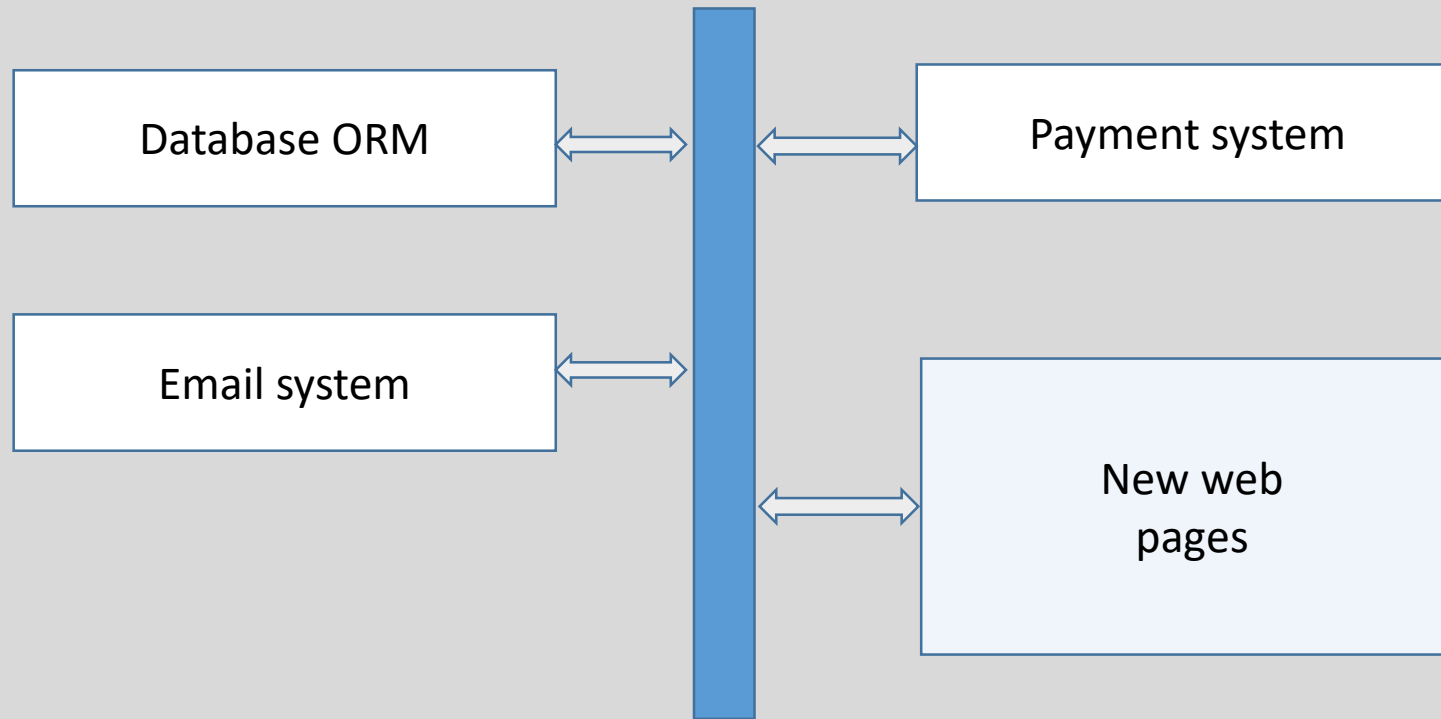 Database ORM
Payment system
Email system
New web
pages